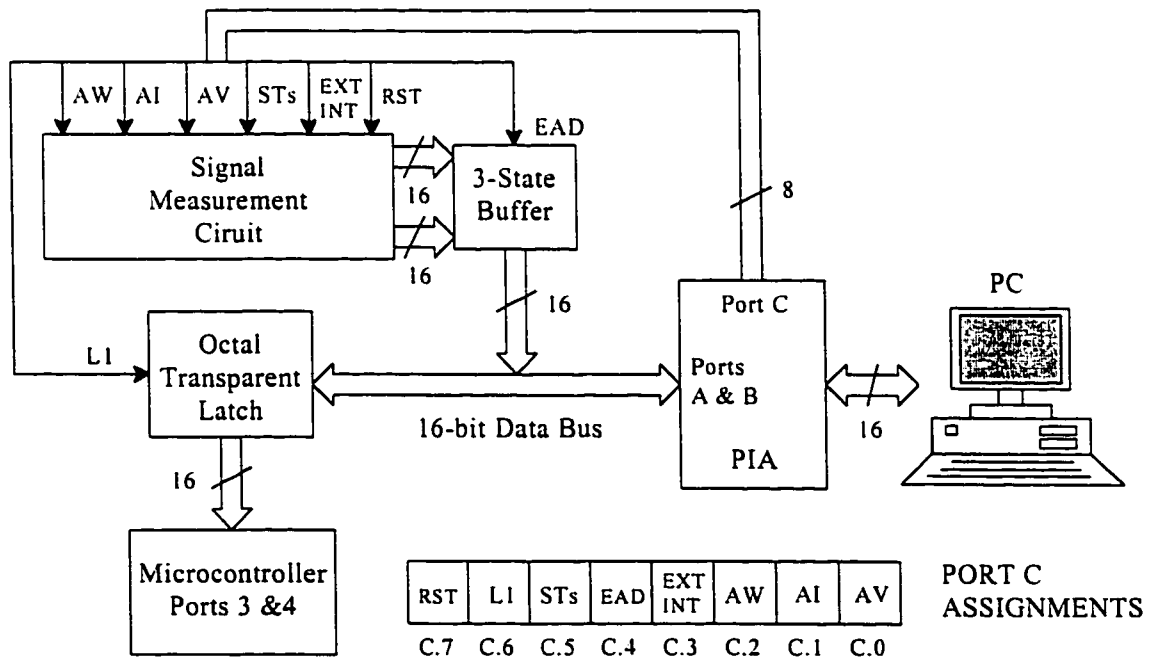 AW AI AV STs EXT INT RST
EAD
Signal
Measurement
Ciruit
16
16
3-State
Buffer
8
16
PC
Port C
Ports
A & B
PIA
16
L1
Octal
Transparent
Latch
16-bit Data Bus
16
Microcontroller
Ports 3 &4
RST L1 STs EAD EXT INT AW AI AV
C.7 C.6 C.5 C.4 C.3 C.2 C.1 C.0
PORT C
ASSIGNMENTS